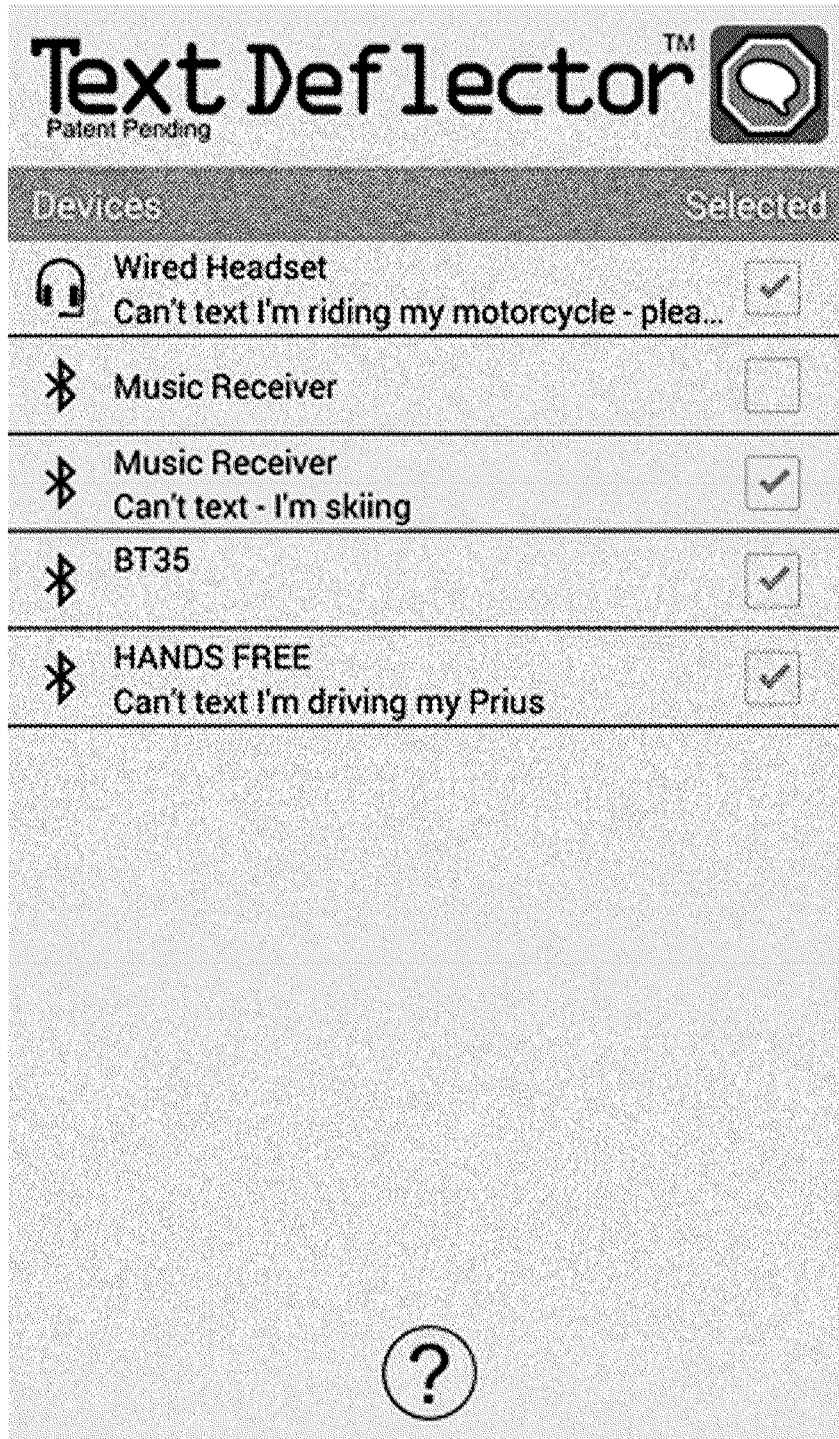 Text Deflector™
Patent Pending
Devices Selected
Wired Headset
Can't text I'm riding my motorcycle - plea...
Music Receiver
Music Receiver
Can't text - I'm skiing
BT35
HANDS FREE
Can't text I'm driving my Prius
?